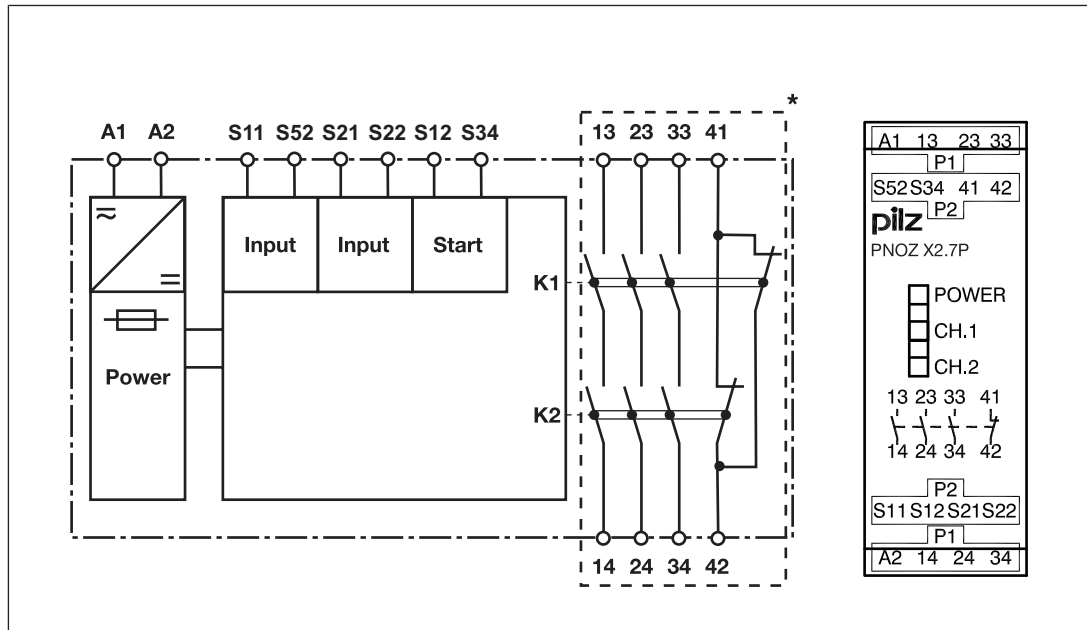 *
A1 A2 S11 S52 S21 S22 S12 S34 13 23 33 41
Input Input Start
K1
Power
K2
14 24 34 42
A1 13 23 33
P1
S52 S34 41 42
P2
pilz
PNOZ X2.7P
POWER
CH.1
CH.2
13 23 33 41
14 24 34 42
P2
S11 S12 S21 S22
P1
A2 14 24 34